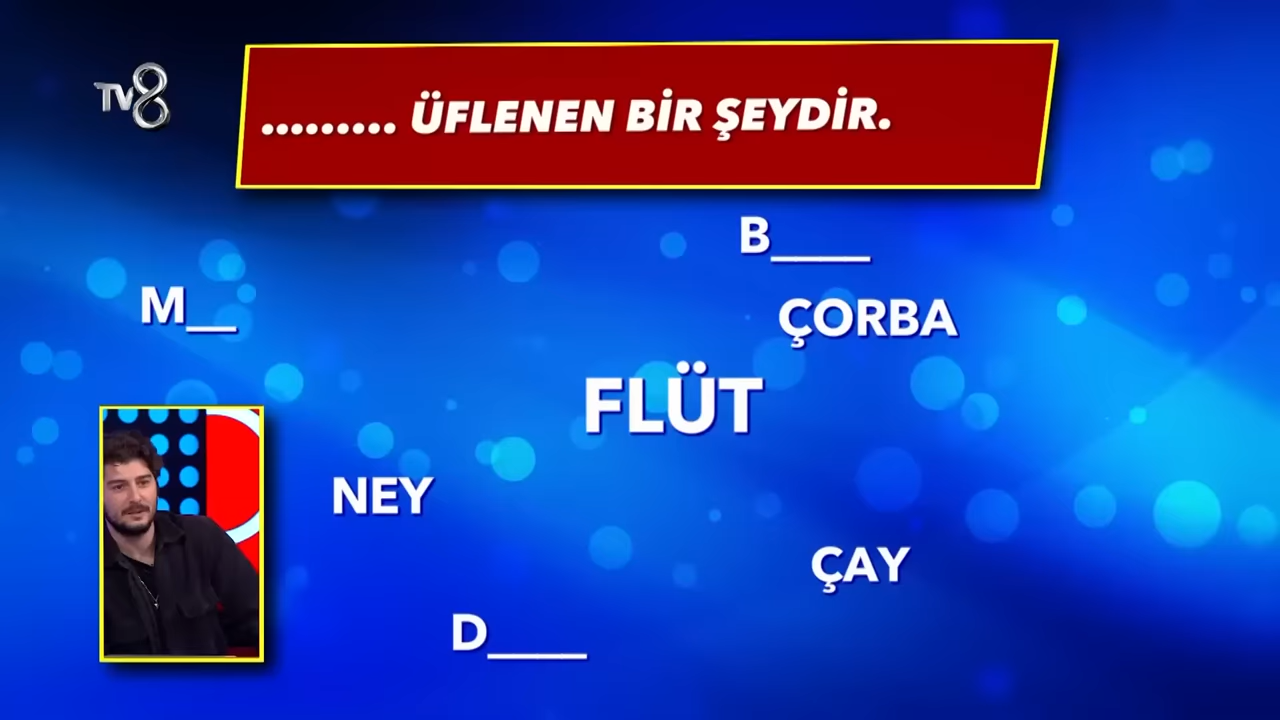 TV8
......... ÜFLENEN BİR ŞEYDİR.
B____
M__
ÇORBA
FLÜT
NEY
ÇAY
D____